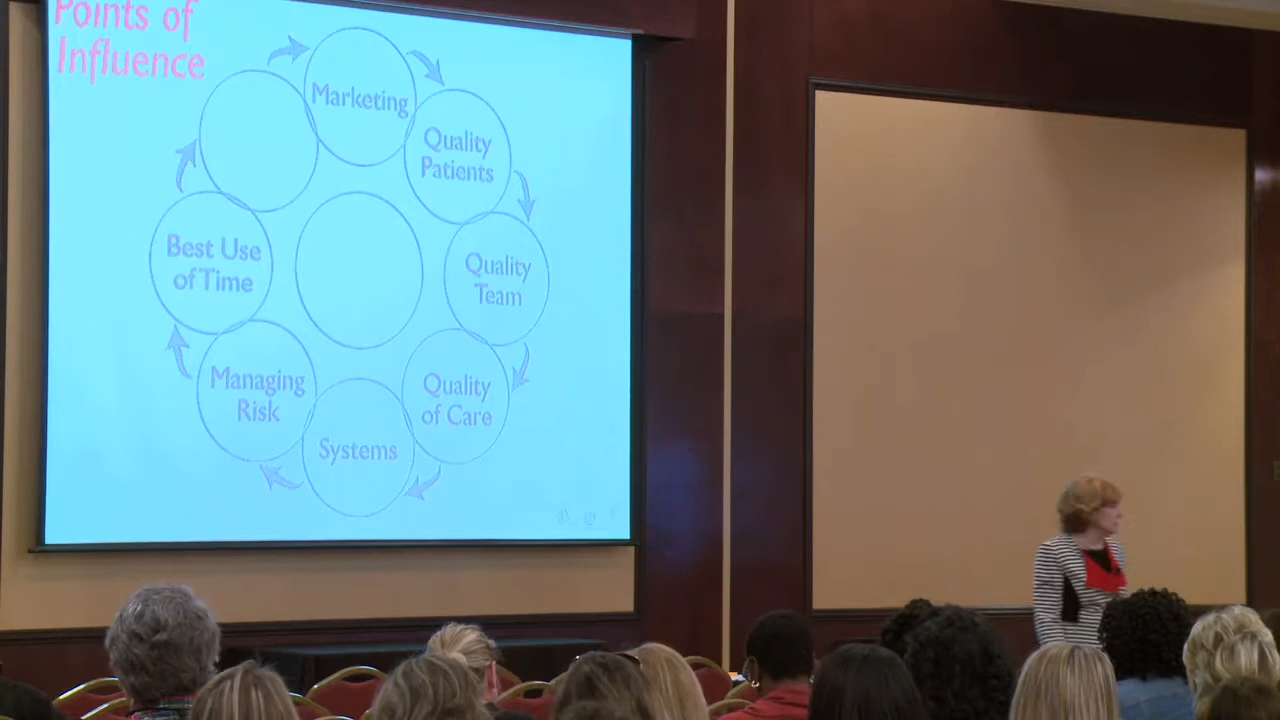 Points of
Influence
Marketing
Quality
Patients
Quality
Team
Quality
of Care
Systems
Managing
Risk
Best Use
of Time